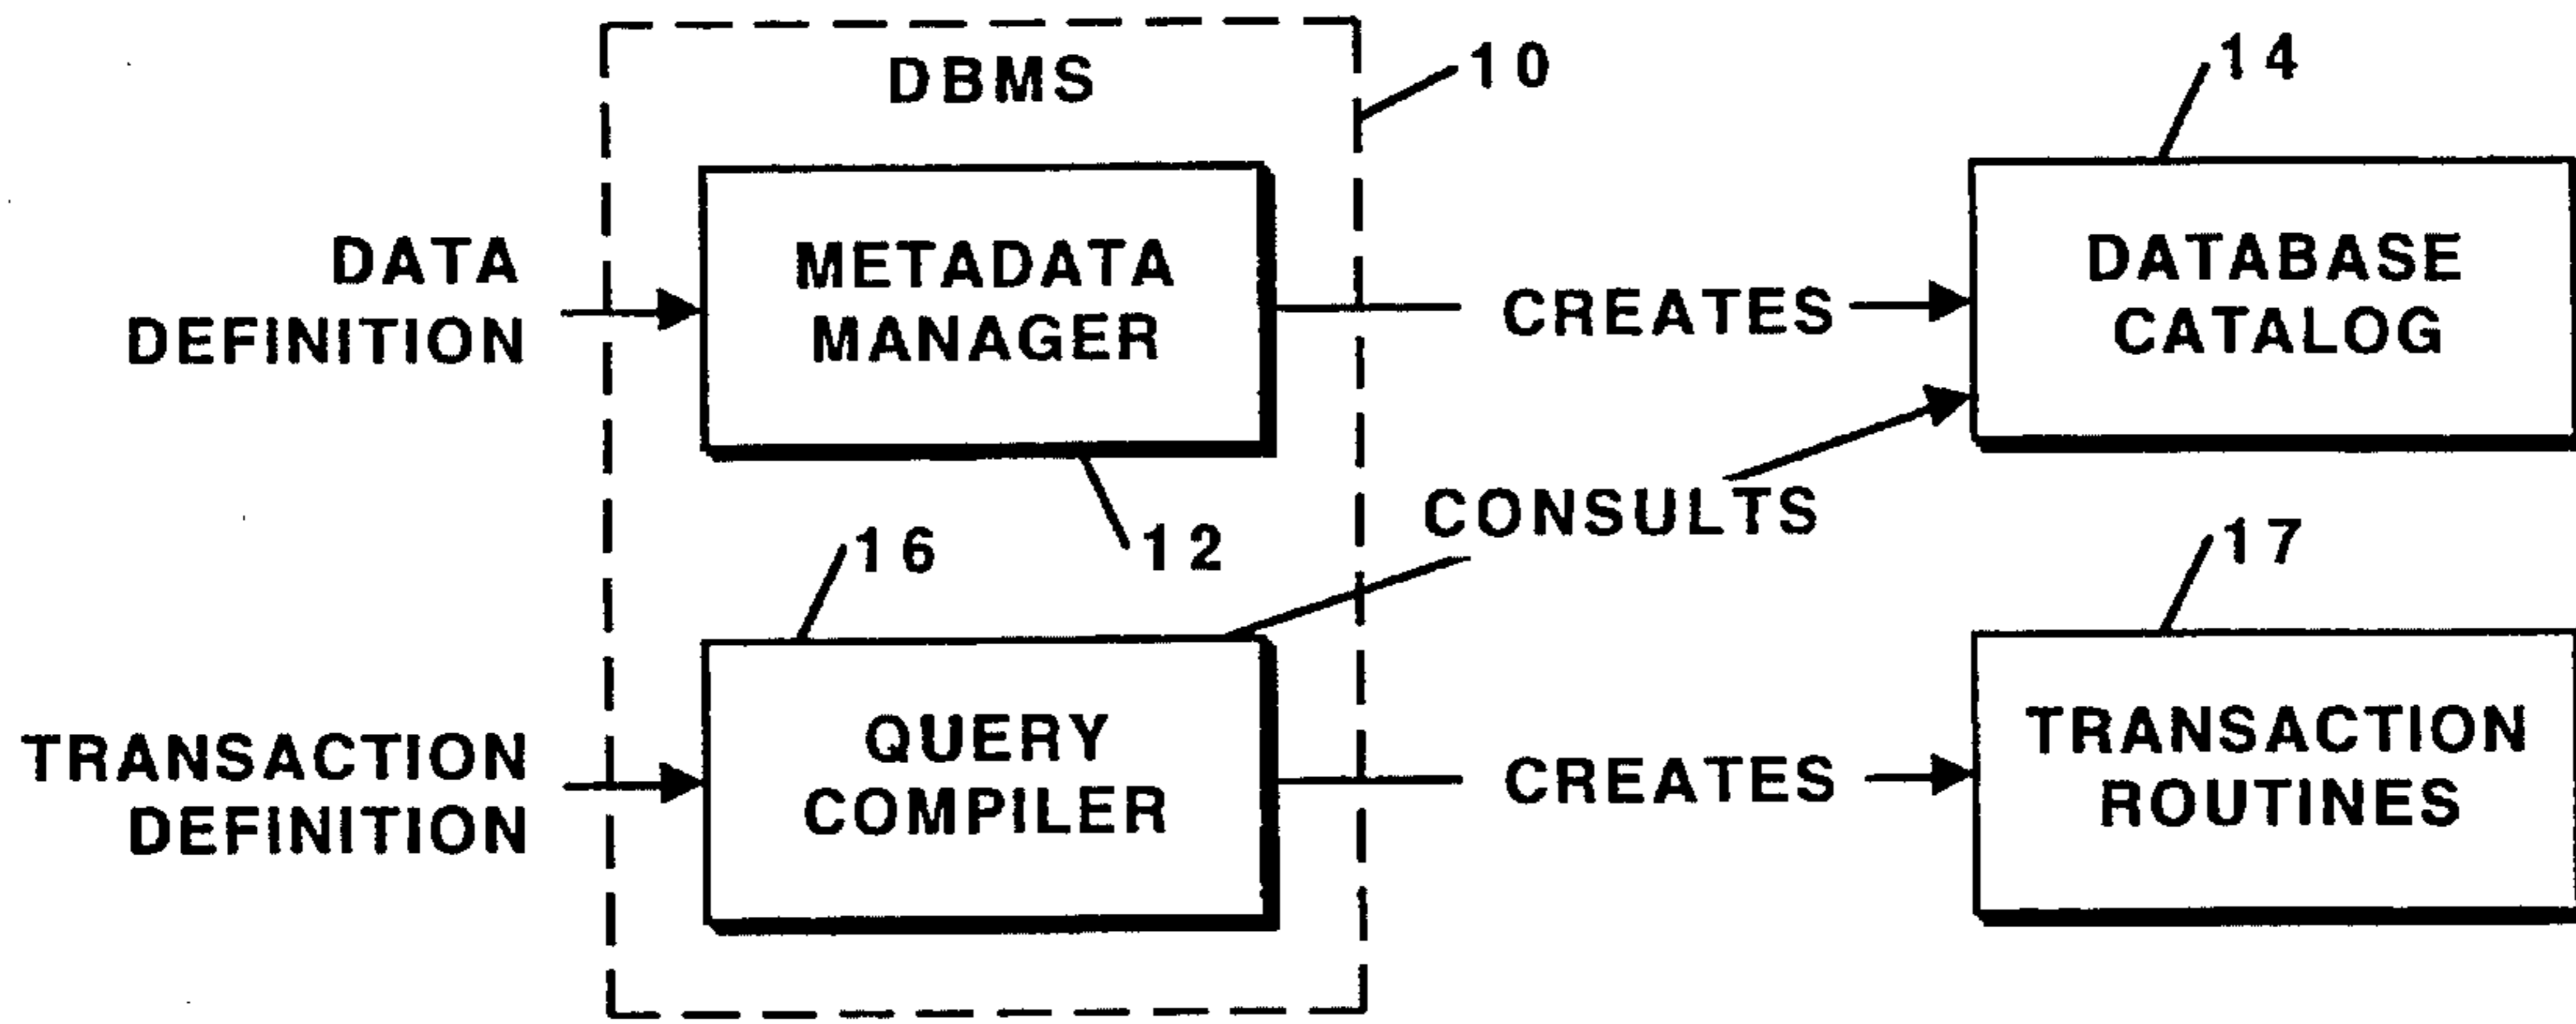 DBMS
10
14
DATA
DEFINITION
METADATA
MANAGER
CREATES
DATABASE
CATALOG
12
CONSULTS
16
17
TRANSACTION
DEFINITION
QUERY
COMPILER
CREATES
TRANSACTION
ROUTINES